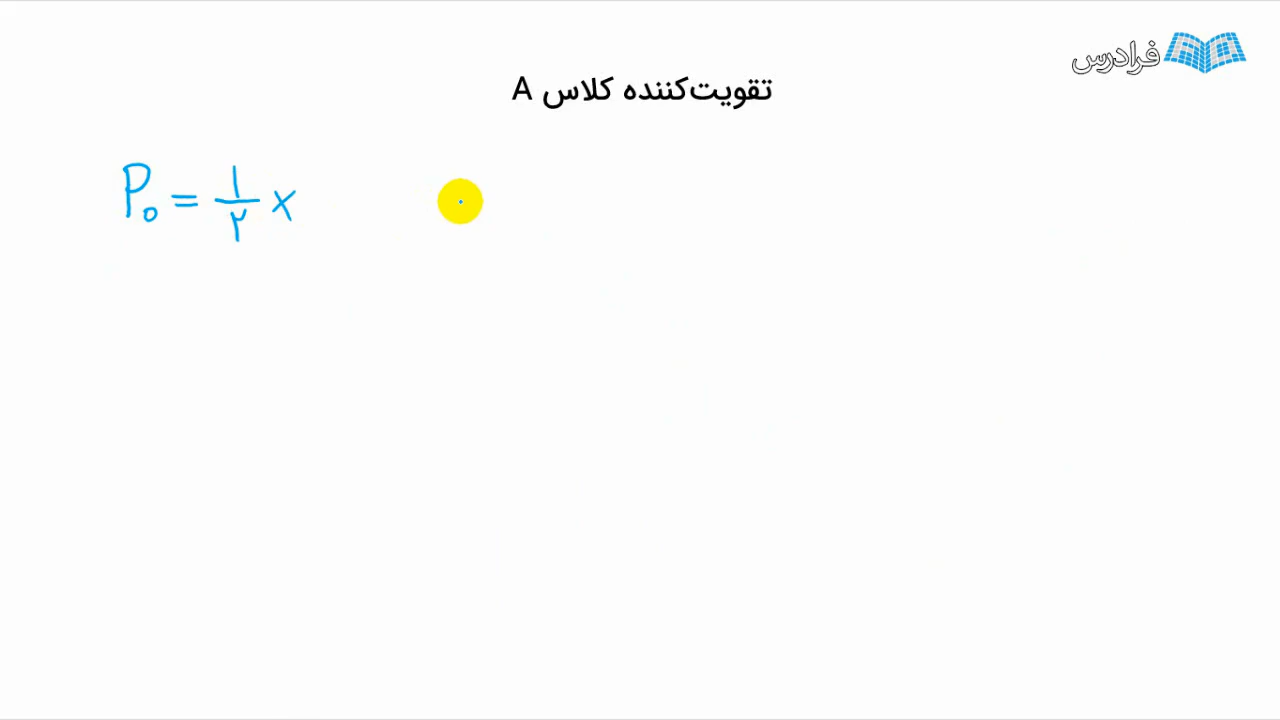 فرادرس
تقویت‌کننده کلاس A
P₀ = ۱/۲ ×